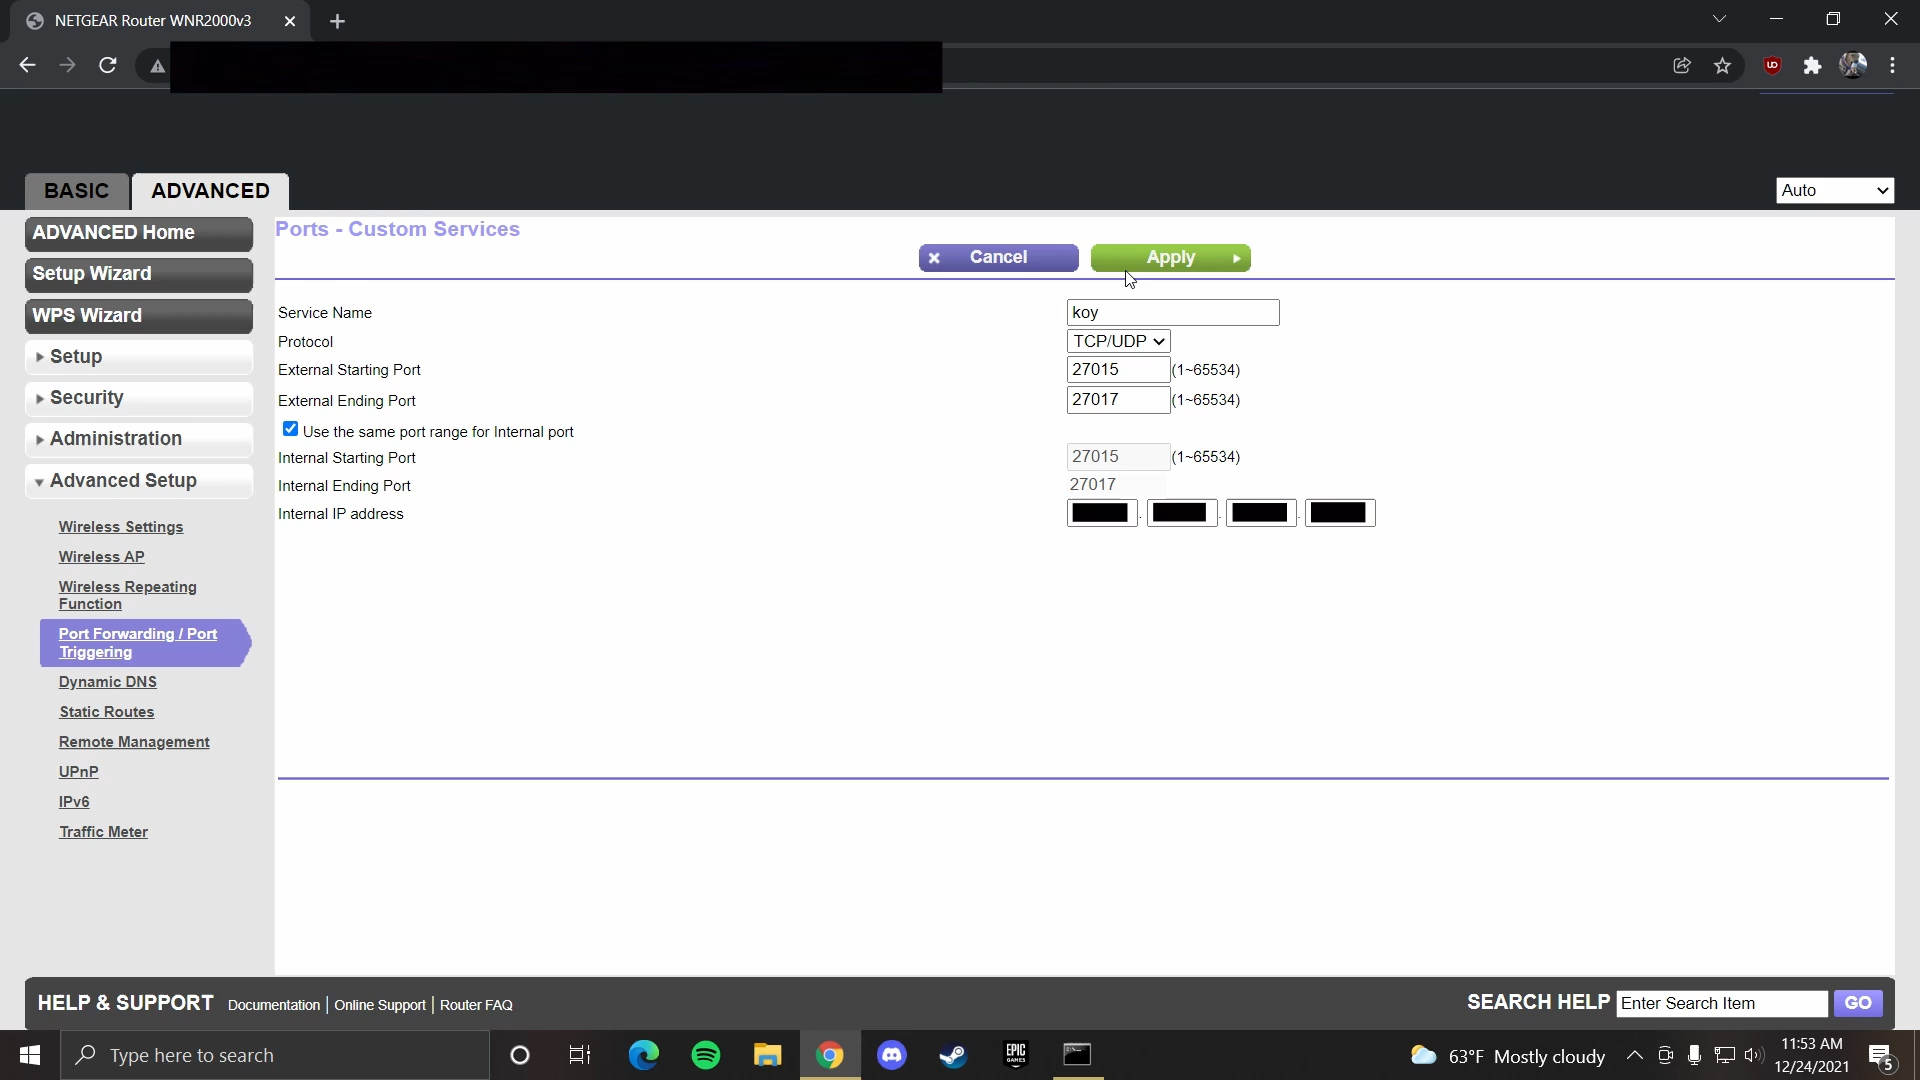 NETGEAR Router WNR2000v3
BASIC
ADVANCED
Auto
ADVANCED Home
Setup Wizard
WPS Wizard
Setup
Security
Administration
Advanced Setup
Wireless Settings
Wireless AP
Wireless Repeating
Function
Port Forwarding / Port
Triggering
Dynamic DNS
Static Routes
Remote Management
UPnP
IPv6
Traffic Meter
Ports - Custom Services
Cancel
Apply
Service Name
koy
Protocol
TCP/UDP
External Starting Port
27015 (1~65534)
External Ending Port
27017 (1~65534)
Use the same port range for Internal port
Internal Starting Port
27015 (1~65534)
Internal Ending Port
27017
Internal IP address
. . .
HELP & SUPPORT Documentation | Online Support | Router FAQ
SEARCH HELP Enter Search Item GO
Type here to search
EPIC
GAMES
63°F Mostly cloudy
11:53 AM
12/24/2021
5